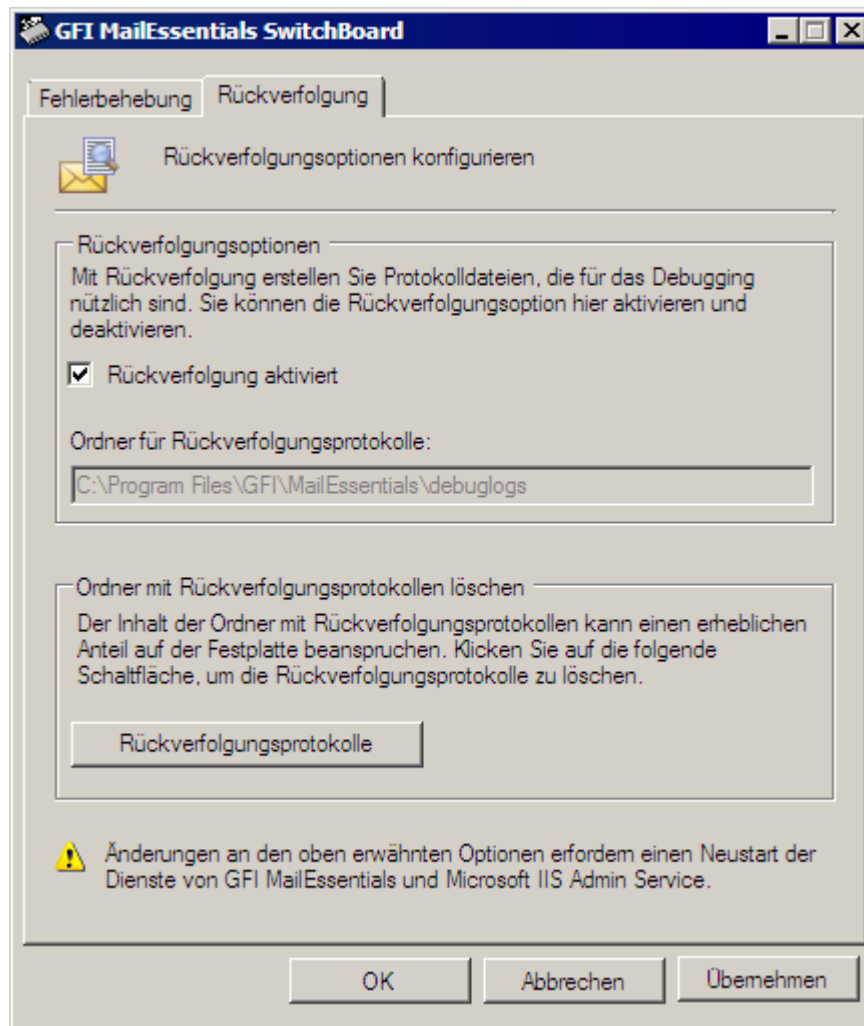 GFI MailEssentials SwitchBoard
Fehlerbehebung Rückverfolgung
Rückverfolgungsoptionen konfigurieren
Rückverfolgungsoptionen
Mit Rückverfolgung erstellen Sie Protokolldateien, die für das Debugging
nützlich sind. Sie können die Rückverfolgungsoption hier aktivieren und
deaktivieren.
Rückverfolgung aktiviert
Ordner für Rückverfolgungsprotokolle:
C:\Program Files\GFI\MailEssentials\debuglogs
Ordner mit Rückverfolgungsprotokollen löschen
Der Inhalt der Ordner mit Rückverfolgungsprotokollen kann einen erheblichen
Anteil auf der Festplatte beanspruchen. Klicken Sie auf die folgende
Schaltfläche, um die Rückverfolgungsprotokolle zu löschen.
Rückverfolgungsprotokolle
Änderungen an den oben erwähnten Optionen erfordern einen Neustart der
Dienste von GFI MailEssentials und Microsoft IIS Admin Service.
OK Abbrechen Übernehmen